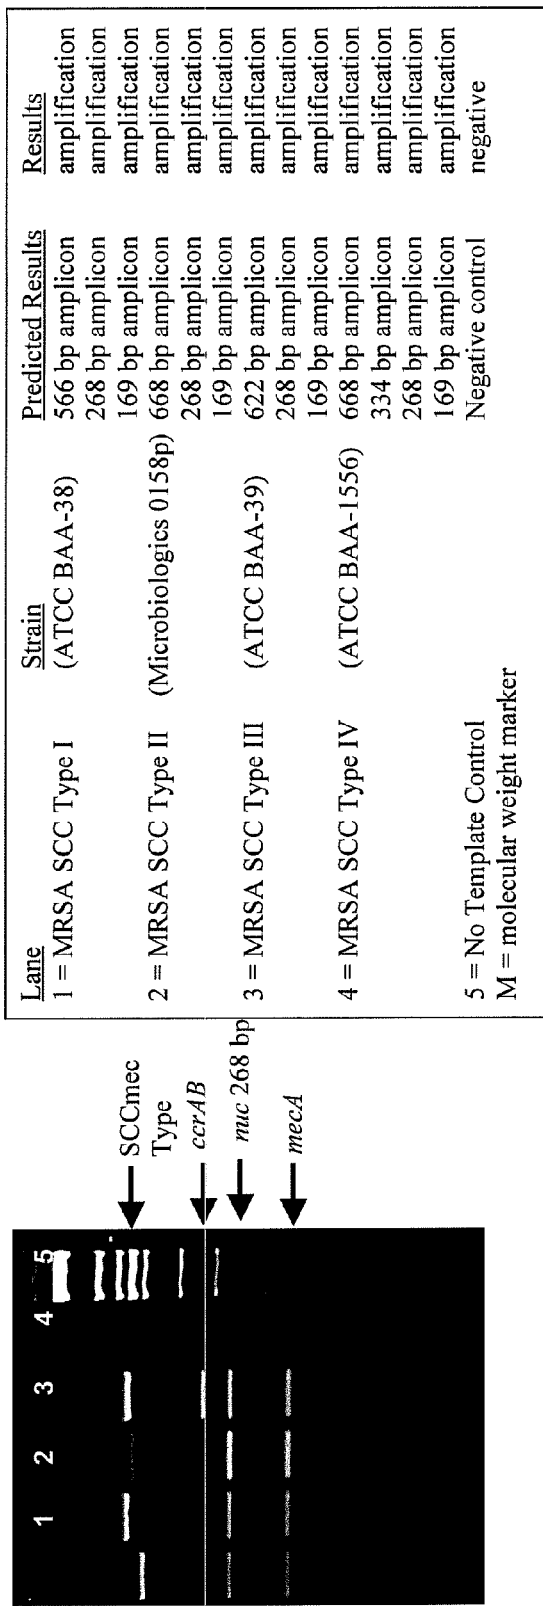 1 2 3 4 5
SCCmec
Type
ccrAB
nuc 268 bp
mecA
Lane Strain Predicted Results Results
1 = MRSA SCC Type I (ATCC BAA-38) 566 bp amplicon amplification
268 bp amplicon amplification
169 bp amplicon amplification
2 = MRSA SCC Type II (Microbiologics 0158p) 668 bp amplicon amplification
268 bp amplicon amplification
169 bp amplicon amplification
3 = MRSA SCC Type III (ATCC BAA-39) 622 bp amplicon amplification
268 bp amplicon amplification
169 bp amplicon amplification
4 = MRSA SCC Type IV (ATCC BAA-1556) 668 bp amplicon amplification
334 bp amplicon amplification
268 bp amplicon amplification
169 bp amplicon amplification
5 = No Template Control Negative control negative
M = molecular weight marker